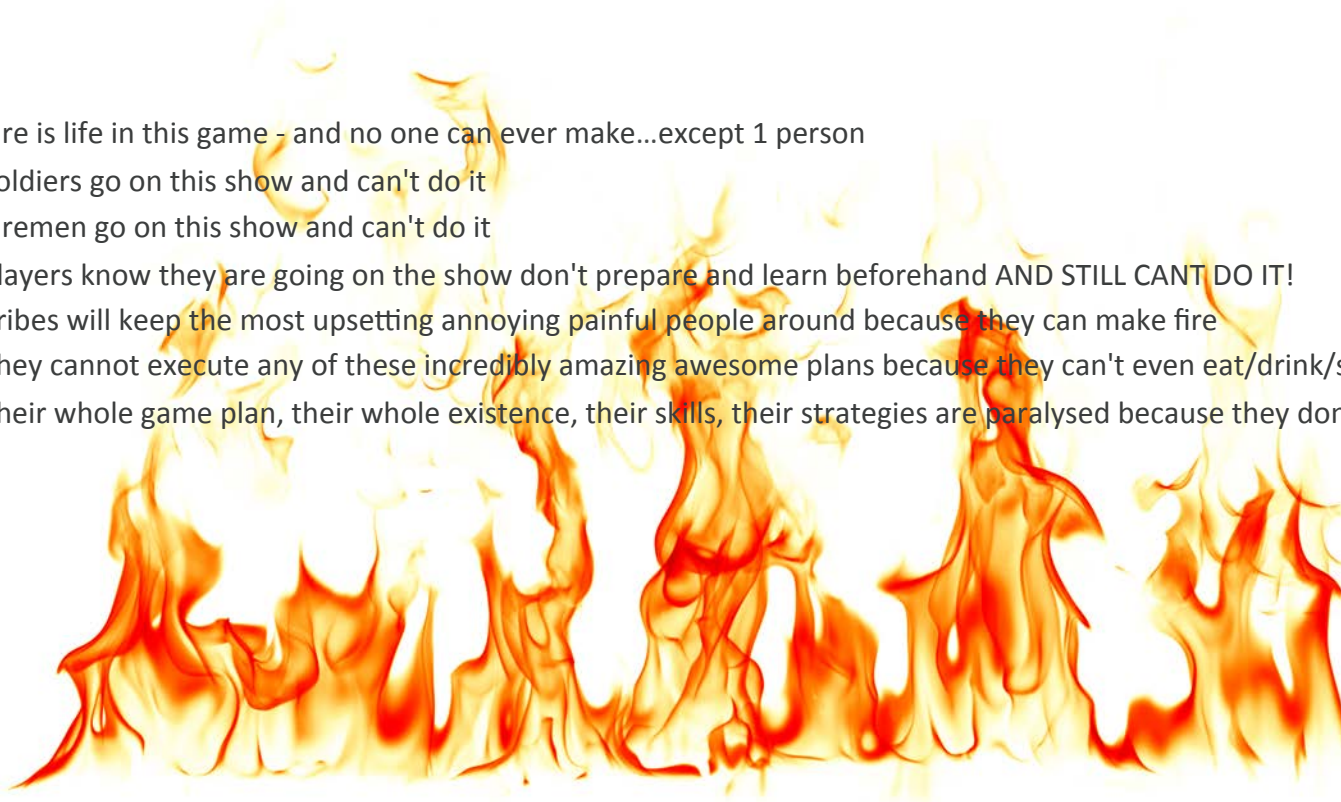 re is life in this game - and no one can ever make...except 1 person
oldiers go on this show and can't do it
remen go on this show and can't do it
layers know they are going on the show don't prepare and learn beforehand AND STILL CANT DO IT!
ribes will keep the most upsetting annoying painful people around because they can make fire
hey cannot execute any of these incredibly amazing awesome plans because they can't even eat/drink/s
heir whole game plan, their whole existence, their skills, their strategies are paralysed because they don